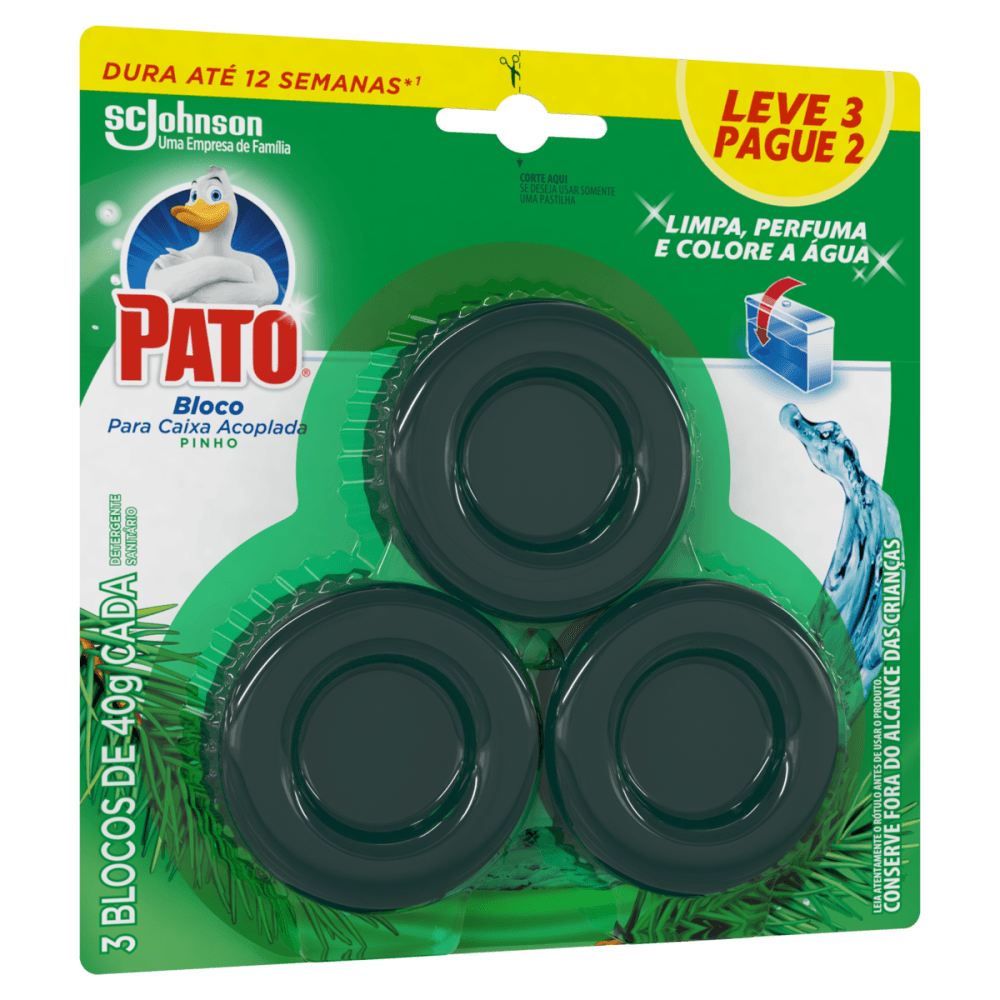 DURA ATÉ 12 SEMANAS*¹
SCJohnson
Uma Empresa de Família
CORTE AQUI
SE DESEJA USAR SOMENTE
UMA PASTILHA
LEVE 3
PAGUE 2
LIMPA, PERFUMA
E COLORE A ÁGUA
PATO®
Bloco
Para Caixa Acoplada
PINHO
3 BLOCOS DE 40g CADA
DETERGENTE
SANITÁRIO
LEIA ATENTAMENTE O RÓTULO ANTES DE USAR O PRODUTO.
CONSERVE FORA DO ALCANCE DAS CRIANÇAS